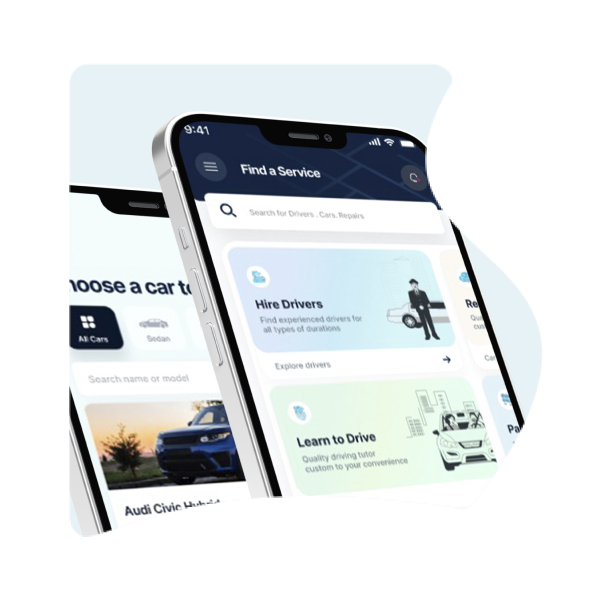 9:41
Find a Service
Search for Drivers , Cars, Repairs
Hire Drivers
Find experienced drivers for
all types of durations
Explore drivers
Learn to Drive
Quality driving tutor
custom to your convenience
hoose a car to
All Cars
Sedan
Search name or model
Audi Civic Hybrid
Re
Qua
cus
Ca
Pa